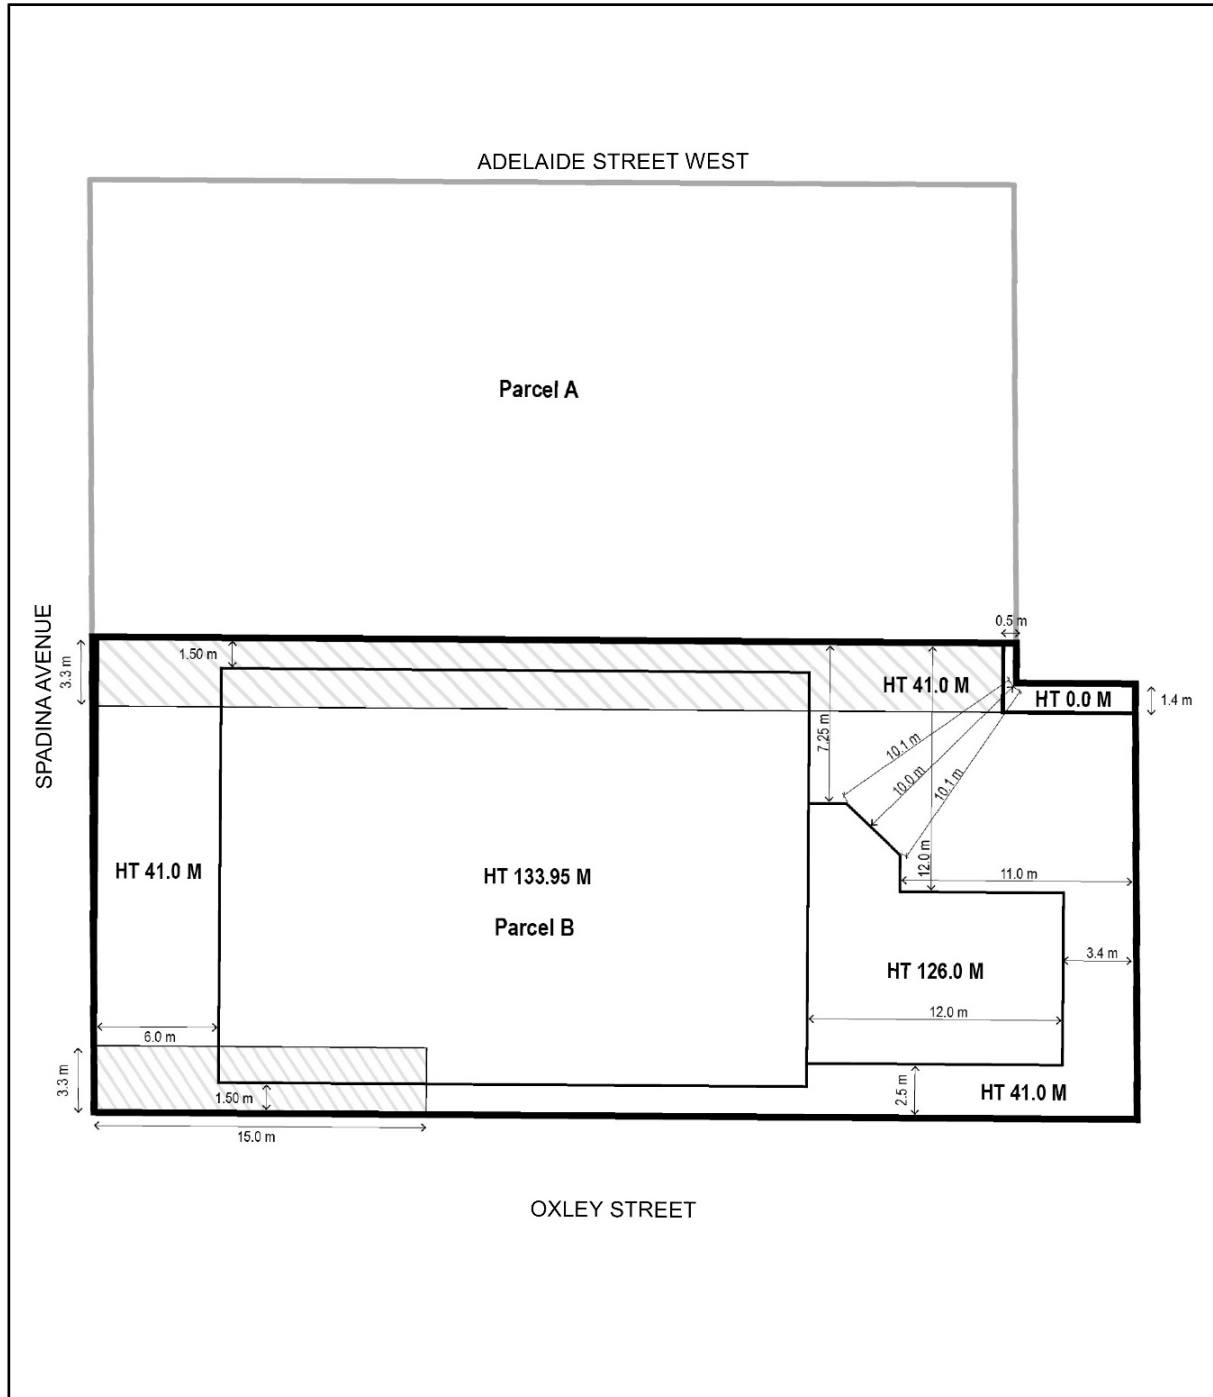 ADELAIDE STREET WEST
Parcel A
SPADINA AVENUE
0.5 m
3.3 m
1.50 m
HT 41.0 M
HT 0.0 M
1.4 m
7.25 m
10.1 m
10.0 m
10.1 m
12.0 m
11.0 m
HT 41.0 M
HT 133.95 M
Parcel B
HT 126.0 M
3.4 m
12.0 m
6.0 m
3.3 m
1.50 m
2.5 m
HT 41.0 M
15.0 m
OXLEY STREET